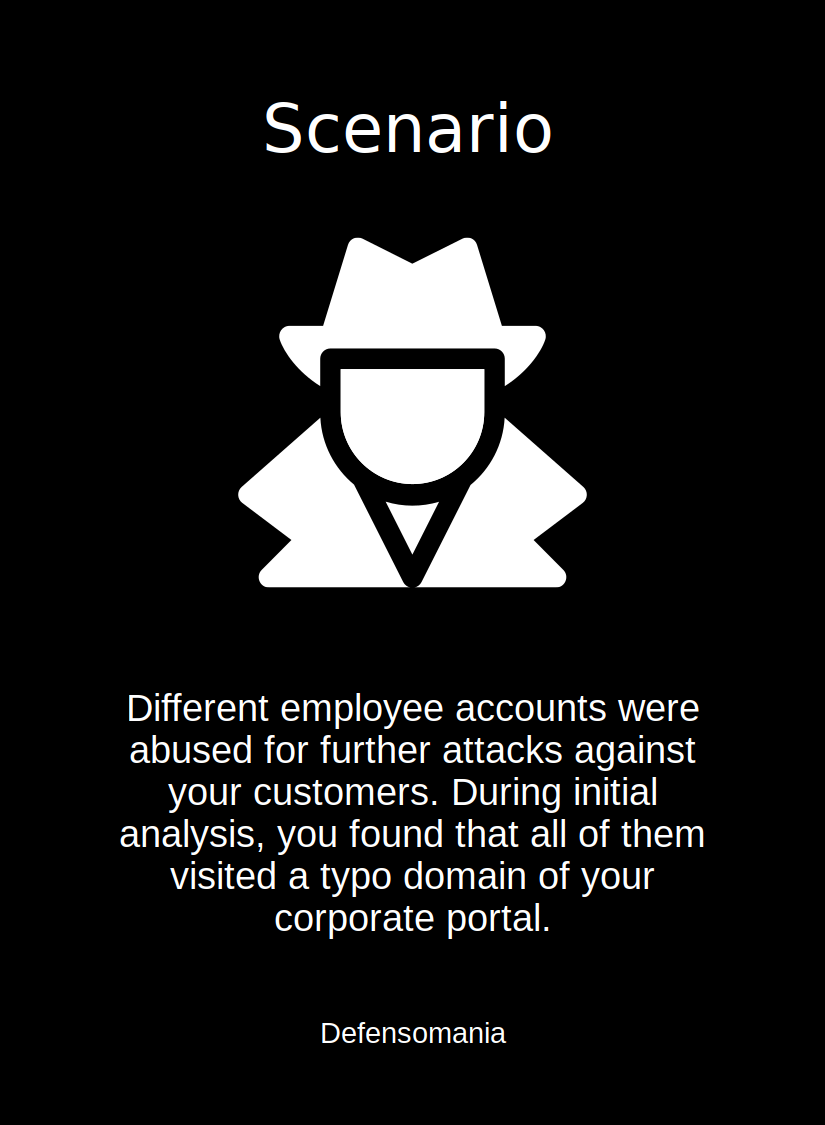 Scenario
Different employee accounts were
abused for further attacks against
your customers. During initial
analysis, you found that all of them
visited a typo domain of your
corporate portal.
Defensomania